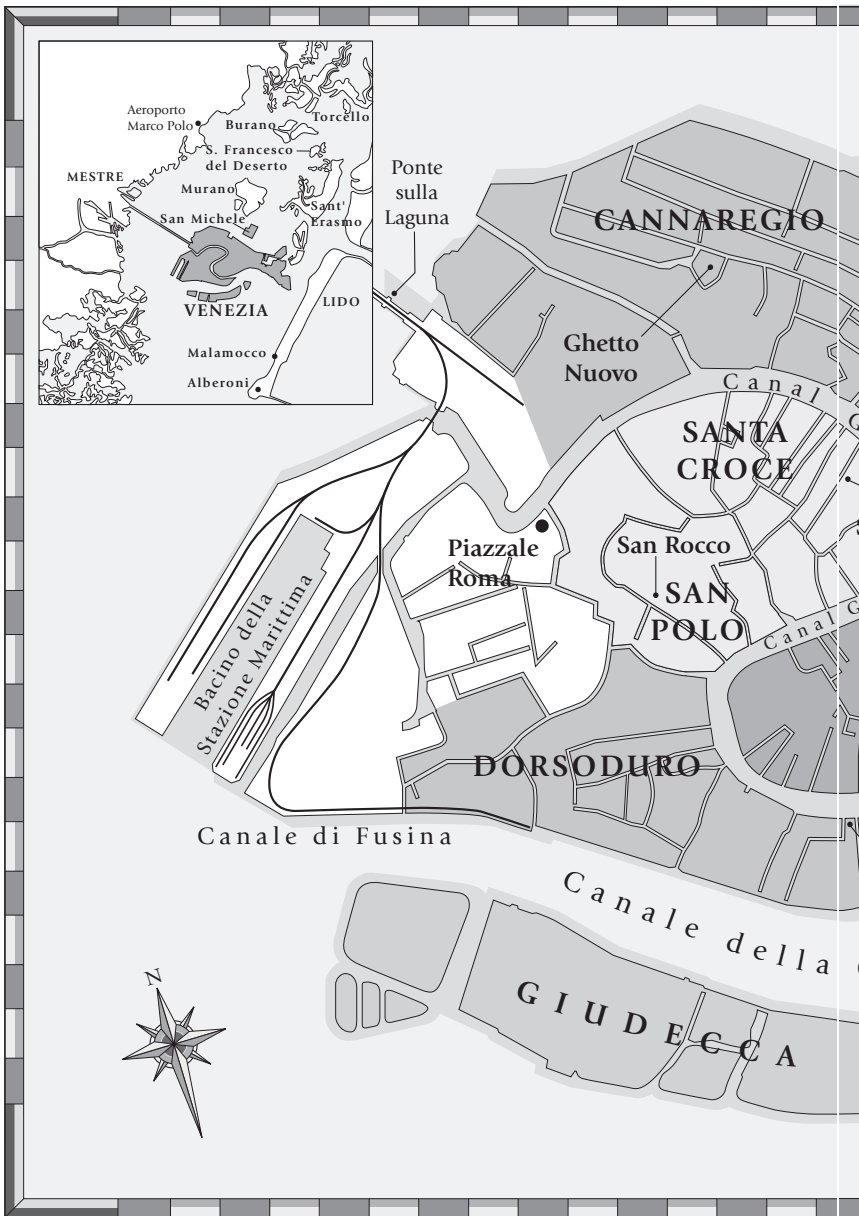 Aeroporto
Marco Polo
Burano
Torcello
S. Francesco
del Deserto
MESTRE
Murano
Sant'
Erasmo
San Michele
VENEZIA
LIDO
Malamocco
Alberoni
Ponte
sulla
Laguna
CANNAREGIO
Ghetto
Nuovo
Canal G
SANTA
CROCE
Piazzale
Roma
San Rocco
SAN
POLO
Canal G
Bacino della
Stazione Marittima
DORSODURO
Canale di Fusina
Canale della
GIUDECCA
N